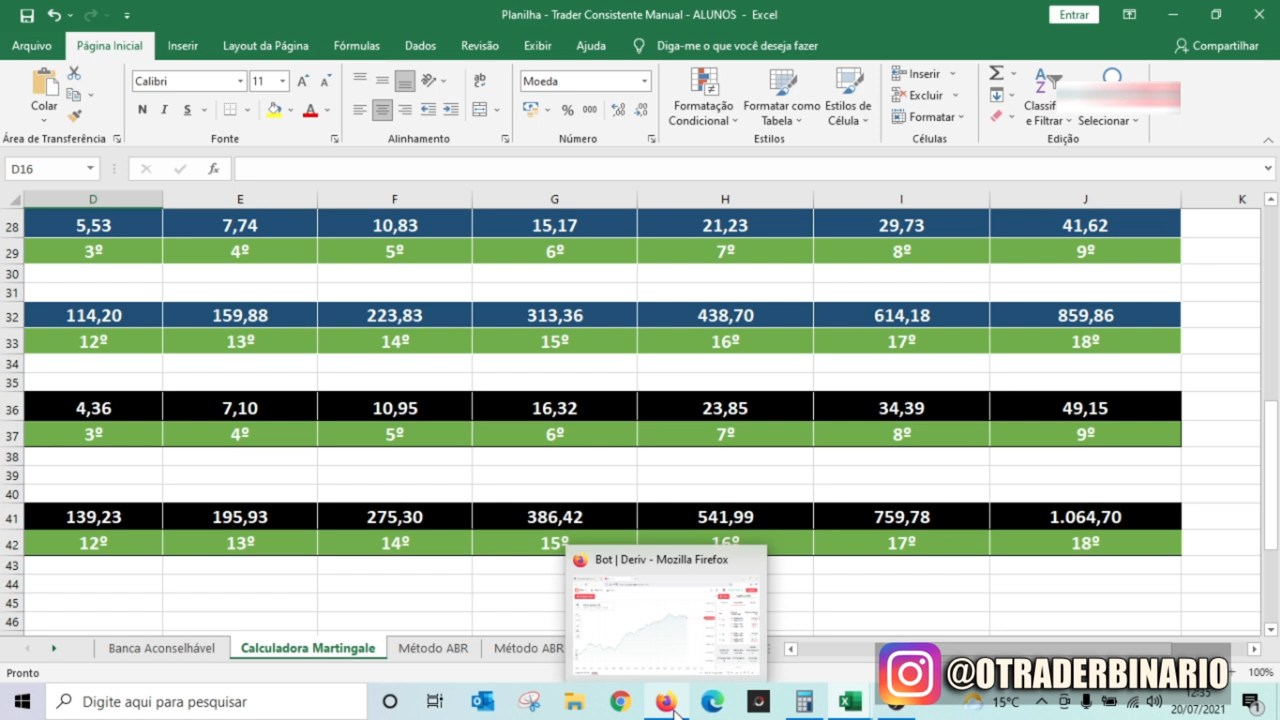 Planilha - Trader Consistente Manual - ALUNOS - Excel
Entrar
Arquivo Página Inicial Inserir Layout da Página Fórmulas Dados Revisão Exibir Ajuda Diga-me o que você deseja fazer Compartilhar
Colar
Calibri 11
N I S
Moeda
% 000
Formatação Condicional
Formatar como Tabela
Estilos de Célula
Inserir
Excluir
Formatar
Classif
e Filtrar Selecionar
Área de Transferência Fonte Alinhamento Número Estilos Células Edição
D16 fx
D E F G H I J K
28 5,53 7,74 10,83 15,17 21,23 29,73 41,62
29 3º 4º 5º 6º 7º 8º 9º
30
31
32 114,20 159,88 223,83 313,36 438,70 614,18 859,86
33 12º 13º 14º 15º 16º 17º 18º
34
35
36 4,36 7,10 10,95 16,32 23,85 34,39 49,15
37 3º 4º 5º 6º 7º 8º 9º
38
39
40
41 139,23 195,93 275,30 386,42 541,99 759,78 1.064,70
42 12º 13º 14º 15º 16º 17º 18º
43
44
45
46
Bot | Deriv - Mozilla Firefox
Banca Aconselhável Calculadora Martingale Método ABR Método ABR
Pronto 100%
@OTRADERBINARIO
Digite aqui para pesquisar
15°C
12:35
20/07/2021